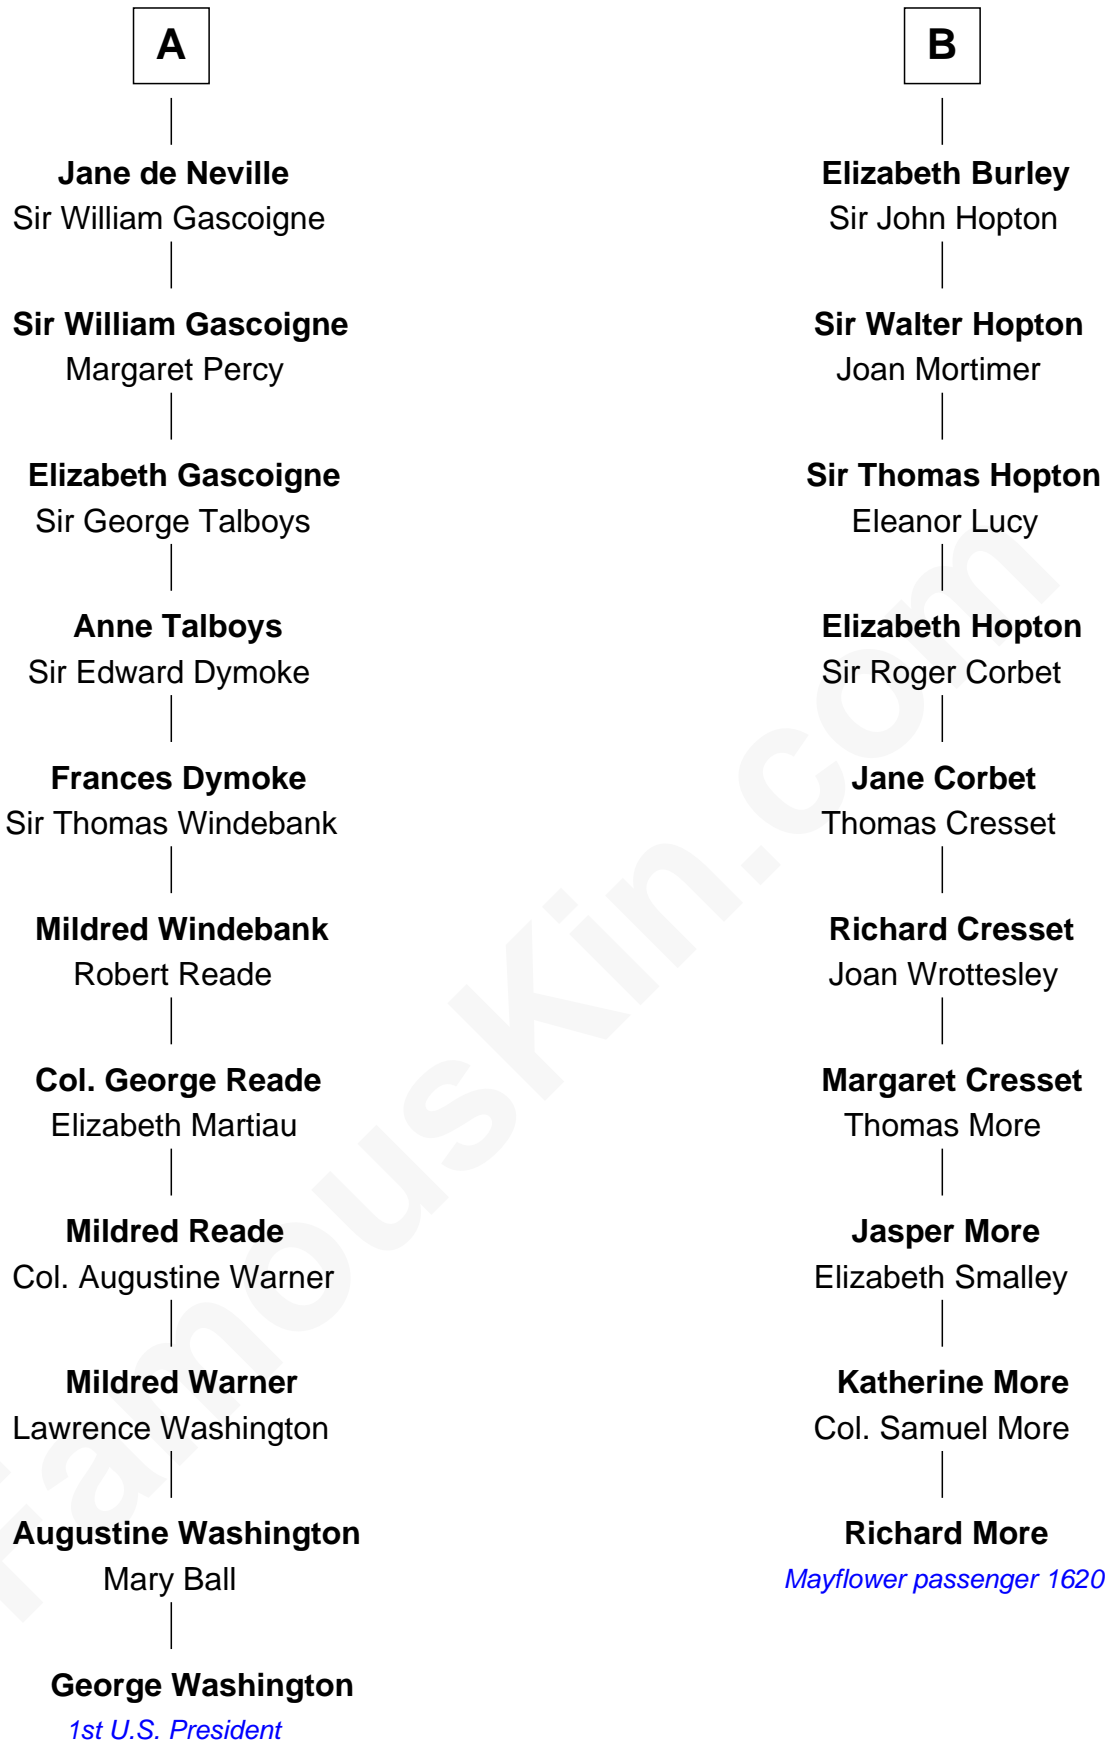 A
Jane de Neville
Sir William Gascoigne
Sir William Gascoigne
Margaret Percy
Elizabeth Gascoigne
Sir George Talboys
Anne Talboys
Sir Edward Dymoke
Frances Dymoke
Sir Thomas Windebank
Mildred Windebank
Robert Reade
Col. George Reade
Elizabeth Martiau
Mildred Reade
Col. Augustine Warner
Mildred Warner
Lawrence Washington
Augustine Washington
Mary Ball
George Washington
1st U.S. President
B
Elizabeth Burley
Sir John Hopton
Sir Walter Hopton
Joan Mortimer
Sir Thomas Hopton
Eleanor Lucy
Elizabeth Hopton
Sir Roger Corbet
Jane Corbet
Thomas Cresset
Richard Cresset
Joan Wrottesley
Margaret Cresset
Thomas More
Jasper More
Elizabeth Smalley
Katherine More
Col. Samuel More
Richard More
Mayflower passenger 1620
FamousKin.com